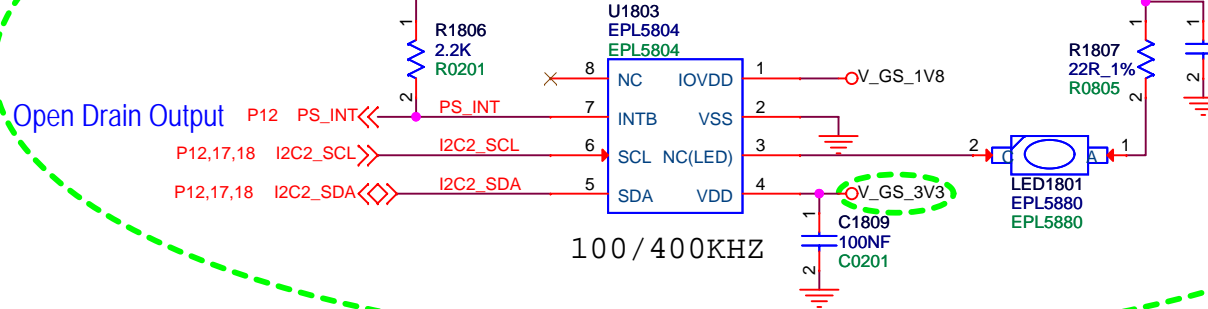 U1803
EPL5804
EPL5804
1
R1806
2.2K
R0201
2
1
R1807
22R_1%
R0805
2
1
2
8 NC IOVDD 1 V_GS_1V8
Open Drain Output P12 PS_INT PS_INT 7 INTB VSS 2
P12,17,18 I2C2_SCL I2C2_SCL 6 SCL NC(LED) 3 2 C A 1
P12,17,18 I2C2_SDA I2C2_SDA 5 SDA VDD 4 V_GS_3V3
LED1801
EPL5880
EPL5880
1
C1809
100NF
C0201
2
100/400KHZ